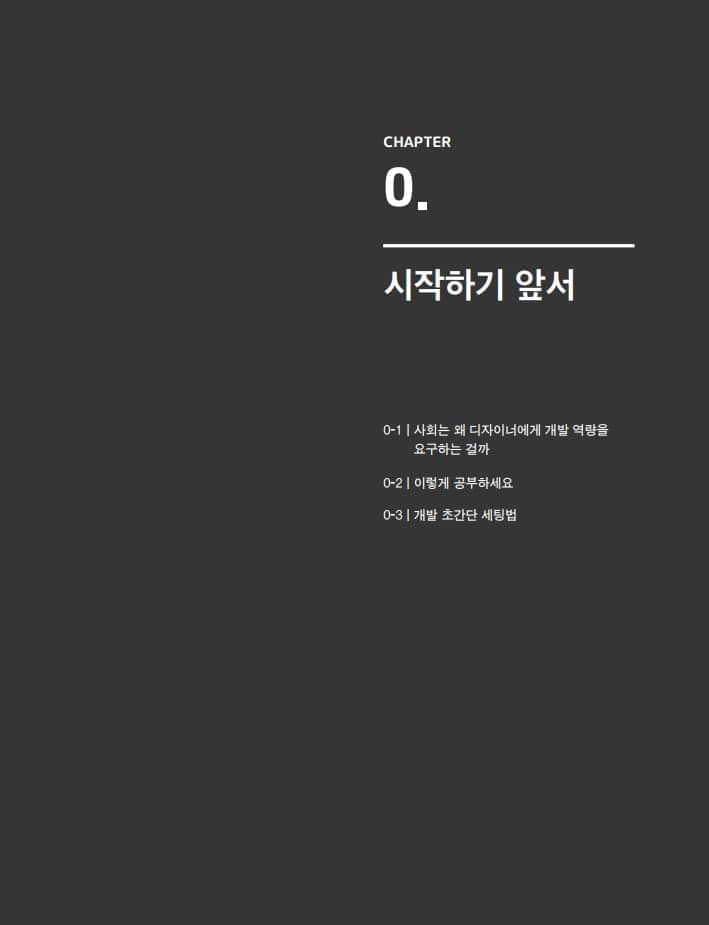 CHAPTER
0.
시작하기 앞서
0-1 | 사회는 왜 디자이너에게 개발 역량을
요구하는 걸까
0-2 | 이렇게 공부하세요
0-3 | 개발 초간단 세팅법